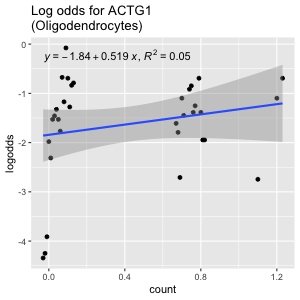 Log odds for ACTG1
(Oligodendrocytes)
y = −1.84 + 0.519 x, R² = 0.05
logodds
0
-1
-2
-3
-4
0.0 0.4 0.8 1.2
count